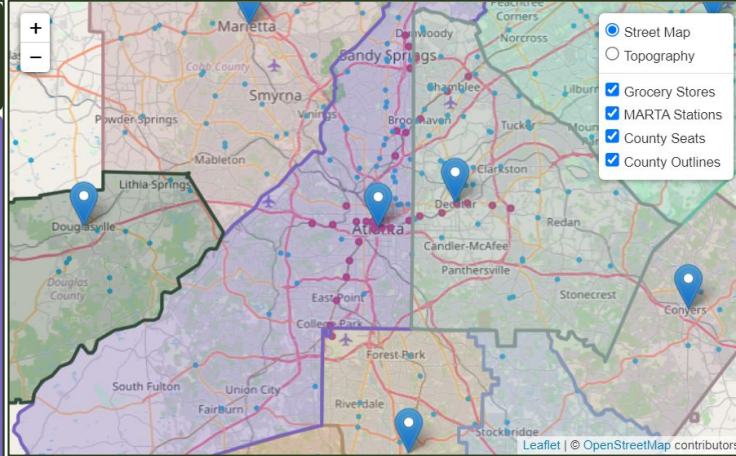 +
−
Street Map
Topography
Grocery Stores
MARTA Stations
County Seats
County Outlines
Peachtree
Corners
Norcross
Marietta
Dunwoody
Sandy Springs
Cobb County
Smyrna
Chamblee
Vinings
Brookhaven
Powder Springs
Tucker
Mableton
Clarkston
Lithia Springs
Decatur
Redan
Douglasville
Atlanta
Candler-McAfee
Panthersville
Douglas
County
East Point
Stonecrest
Conyers
College Park
Forest Park
South Fulton
Union City
Riverdale
Fairburn
Stockbridge
Leaflet | © OpenStreetMap contributors